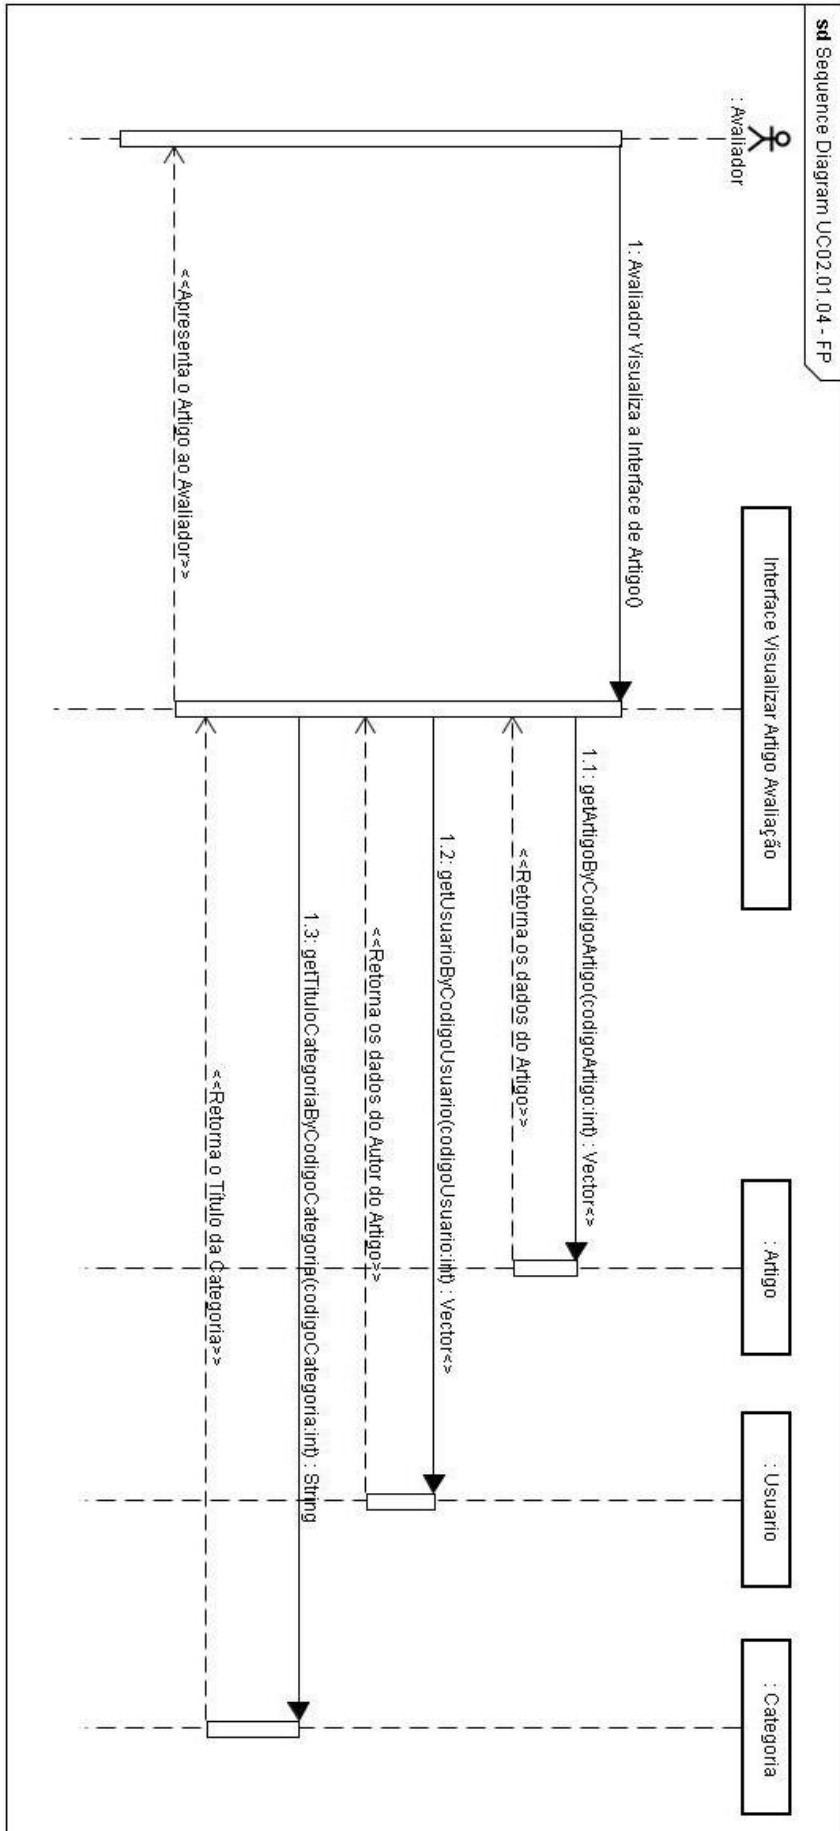 sd Sequence Diagram UC02.01.04 - FP
: Avaliador
Interface Visualizar Artigo Avaliação
: Artigo
: Usuario
: Categoria
1: Avaliador Visualiza a Interface de Artigo()
1.1: getArtigoByCodigoArtigo(codigoArtigo:int) : Vector<>
<<Retorna os dados do Artigo>>
1.2: getUsuarioByCodigoUsuario(codigoUsuario:int) : Vector<>
<<Retorna os dados do Autor do Artigo>>
1.3: getTituloCategoriaByCodigoCategoria(codigoCategoria:int) : String
<<Retorna o Título da Categoria>>
<<Apresenta o Artigo ao Avaliador>>